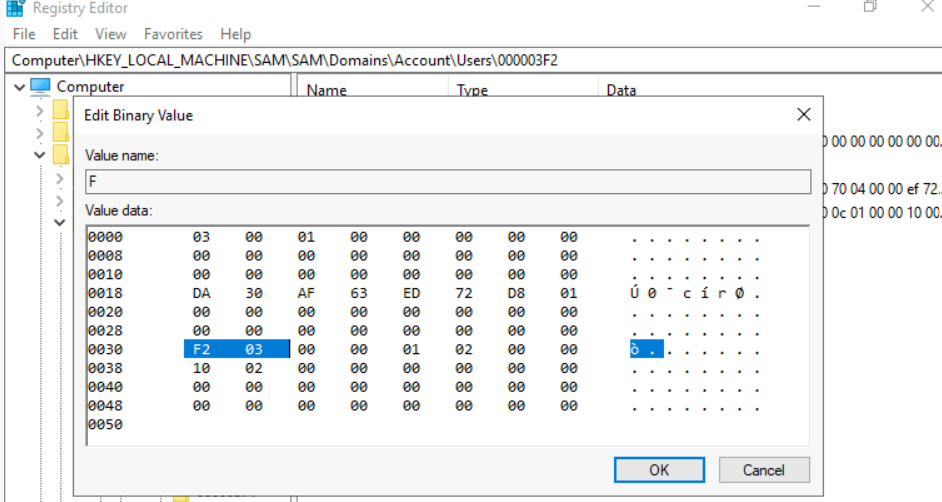 Registry Editor
File Edit View Favorites Help
Computer\HKEY_LOCAL_MACHINE\SAM\SAM\Domains\Account\Users\000003F2
Computer
Name Type Data
Edit Binary Value
00 00 00 00 00 00 00.
Value name:
F
70 04 00 00 ef 72..
Value data:
0c 01 00 00 10 00.
0000 03 00 01 00 00 00 00 00 . . . . . . . .
0008 00 00 00 00 00 00 00 00 . . . . . . . .
0010 00 00 00 00 00 00 00 00 . . . . . . . .
0018 DA 30 AF 63 ED 72 D8 01 Ú 0 ¯ c í r Ø .
0020 00 00 00 00 00 00 00 00 . . . . . . . .
0028 00 00 00 00 00 00 00 00 . . . . . . . .
0030 F2 03 00 00 01 02 00 00 ò . . . . . . .
0038 10 02 00 00 00 00 00 00 . . . . . . . .
0040 00 00 00 00 00 00 00 00 . . . . . . . .
0048 00 00 00 00 00 00 00 00 . . . . . . . .
0050
OK Cancel